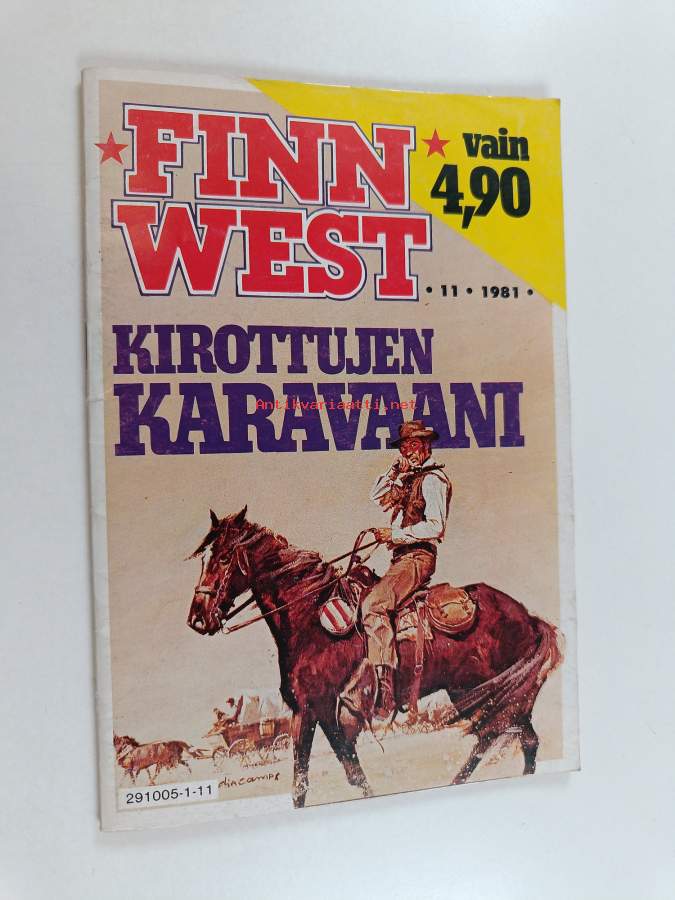 FINN
WEST
vain
4,90
• 11 • 1981 •
KIROTTUJEN
KARAVAANI
Antikvariaatti.net
291005-1-11